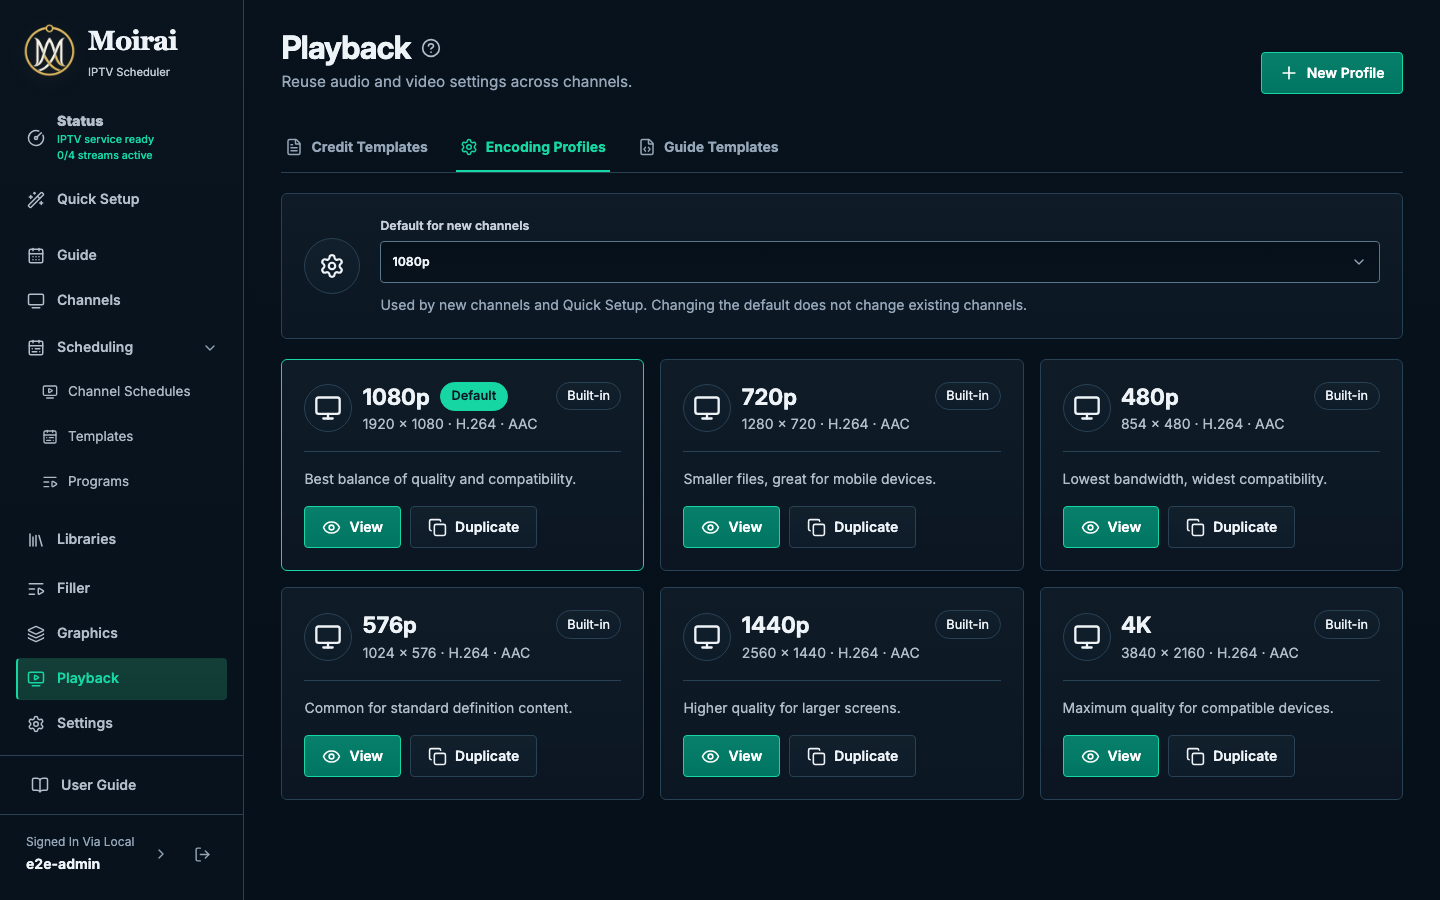 Moirai
IPTV Scheduler
Status
IPTV service ready
0/4 streams active
Quick Setup
Guide
Channels
Scheduling
Channel Schedules
Templates
Programs
Libraries
Filler
Graphics
Playback
Settings
User Guide
Signed In Via Local
e2e-admin
Playback
Reuse audio and video settings across channels.
New Profile
Credit Templates
Encoding Profiles
Guide Templates
Default for new channels
1080p
Used by new channels and Quick Setup. Changing the default does not change existing channels.
1080p Default Built-in
1920 × 1080 · H.264 · AAC
Best balance of quality and compatibility.
View Duplicate
720p Built-in
1280 × 720 · H.264 · AAC
Smaller files, great for mobile devices.
View Duplicate
480p Built-in
854 × 480 · H.264 · AAC
Lowest bandwidth, widest compatibility.
View Duplicate
576p Built-in
1024 × 576 · H.264 · AAC
Common for standard definition content.
View Duplicate
1440p Built-in
2560 × 1440 · H.264 · AAC
Higher quality for larger screens.
View Duplicate
4K Built-in
3840 × 2160 · H.264 · AAC
Maximum quality for compatible devices.
View Duplicate